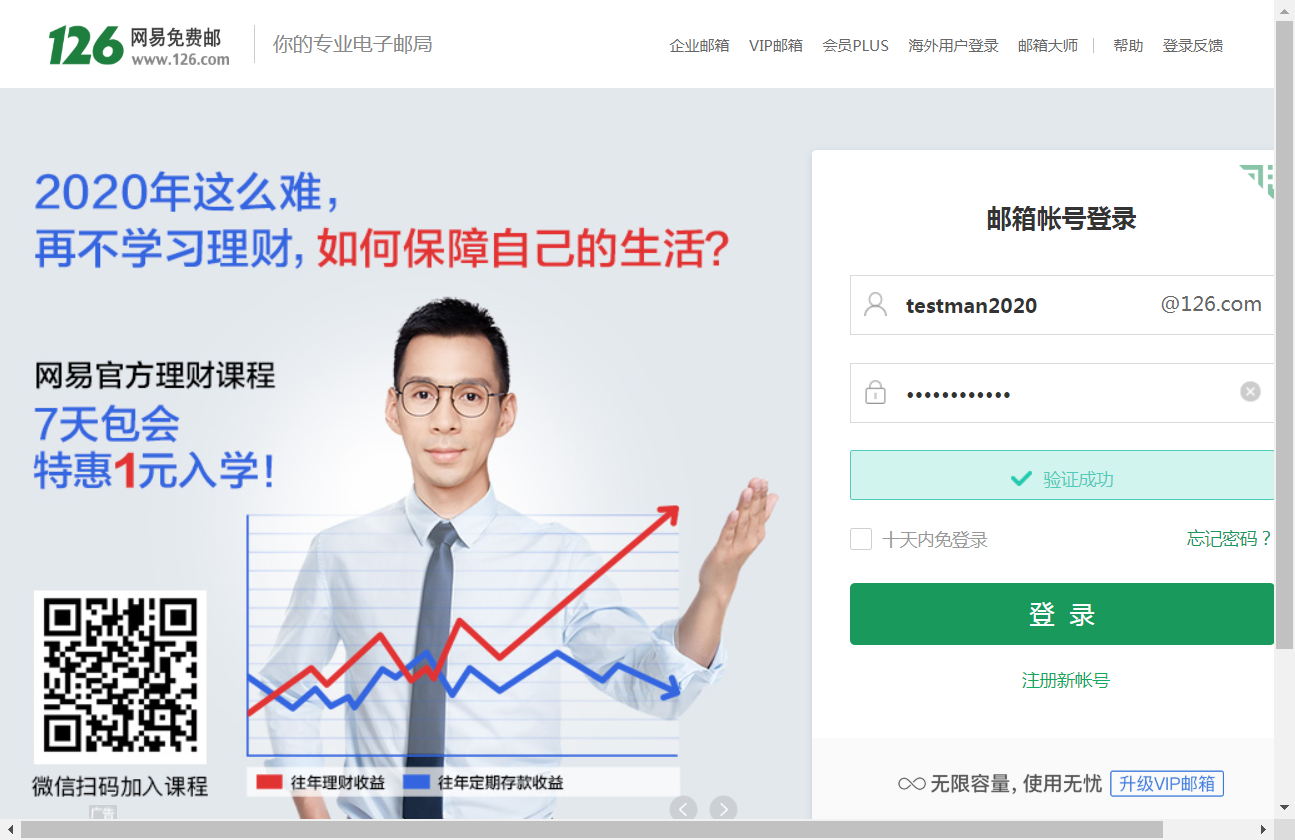 126 网易免费邮
www.126.com
你的专业电子邮局
企业邮箱 VIP邮箱 会员PLUS 海外用户登录 邮箱大师 | 帮助 登录反馈
2020年这么难,
再不学习理财, 如何保障自己的生活?
网易官方理财课程
7天包会
特惠1元入学!
微信扫码加入课程
广告
往年理财收益 往年定期存款收益
邮箱帐号登录
testman2020 @126.com
••••••••••••
验证成功
十天内免登录 忘记密码？
登 录
注册新帐号
无限容量, 使用无忧 升级VIP邮箱